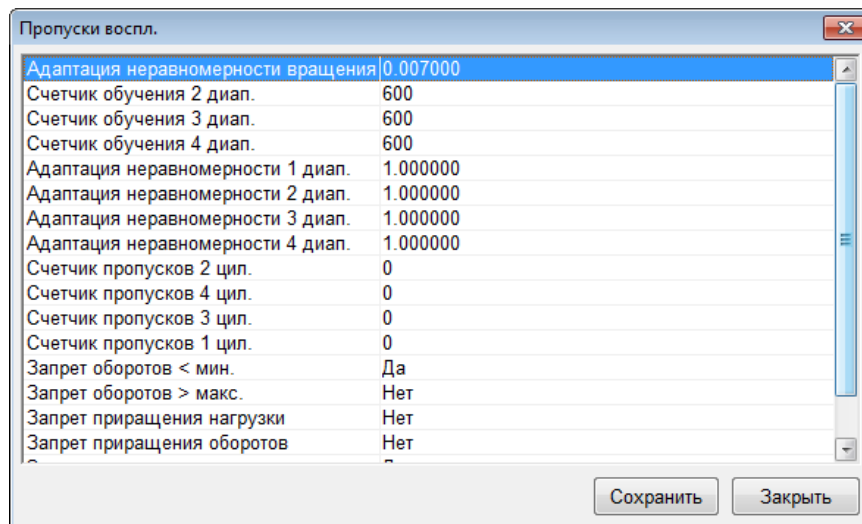 Пропуски воспл.
Адаптация неравномерности вращения 0.007000
Счетчик обучения 2 диап. 600
Счетчик обучения 3 диап. 600
Счетчик обучения 4 диап. 600
Адаптация неравномерности 1 диап. 1.000000
Адаптация неравномерности 2 диап. 1.000000
Адаптация неравномерности 3 диап. 1.000000
Адаптация неравномерности 4 диап. 1.000000
Счетчик пропусков 2 цил. 0
Счетчик пропусков 4 цил. 0
Счетчик пропусков 3 цил. 0
Счетчик пропусков 1 цил. 0
Запрет оборотов < мин. Да
Запрет оборотов > макс. Нет
Запрет приращения нагрузки Нет
Запрет приращения оборотов Нет
Сохранить Закрыть